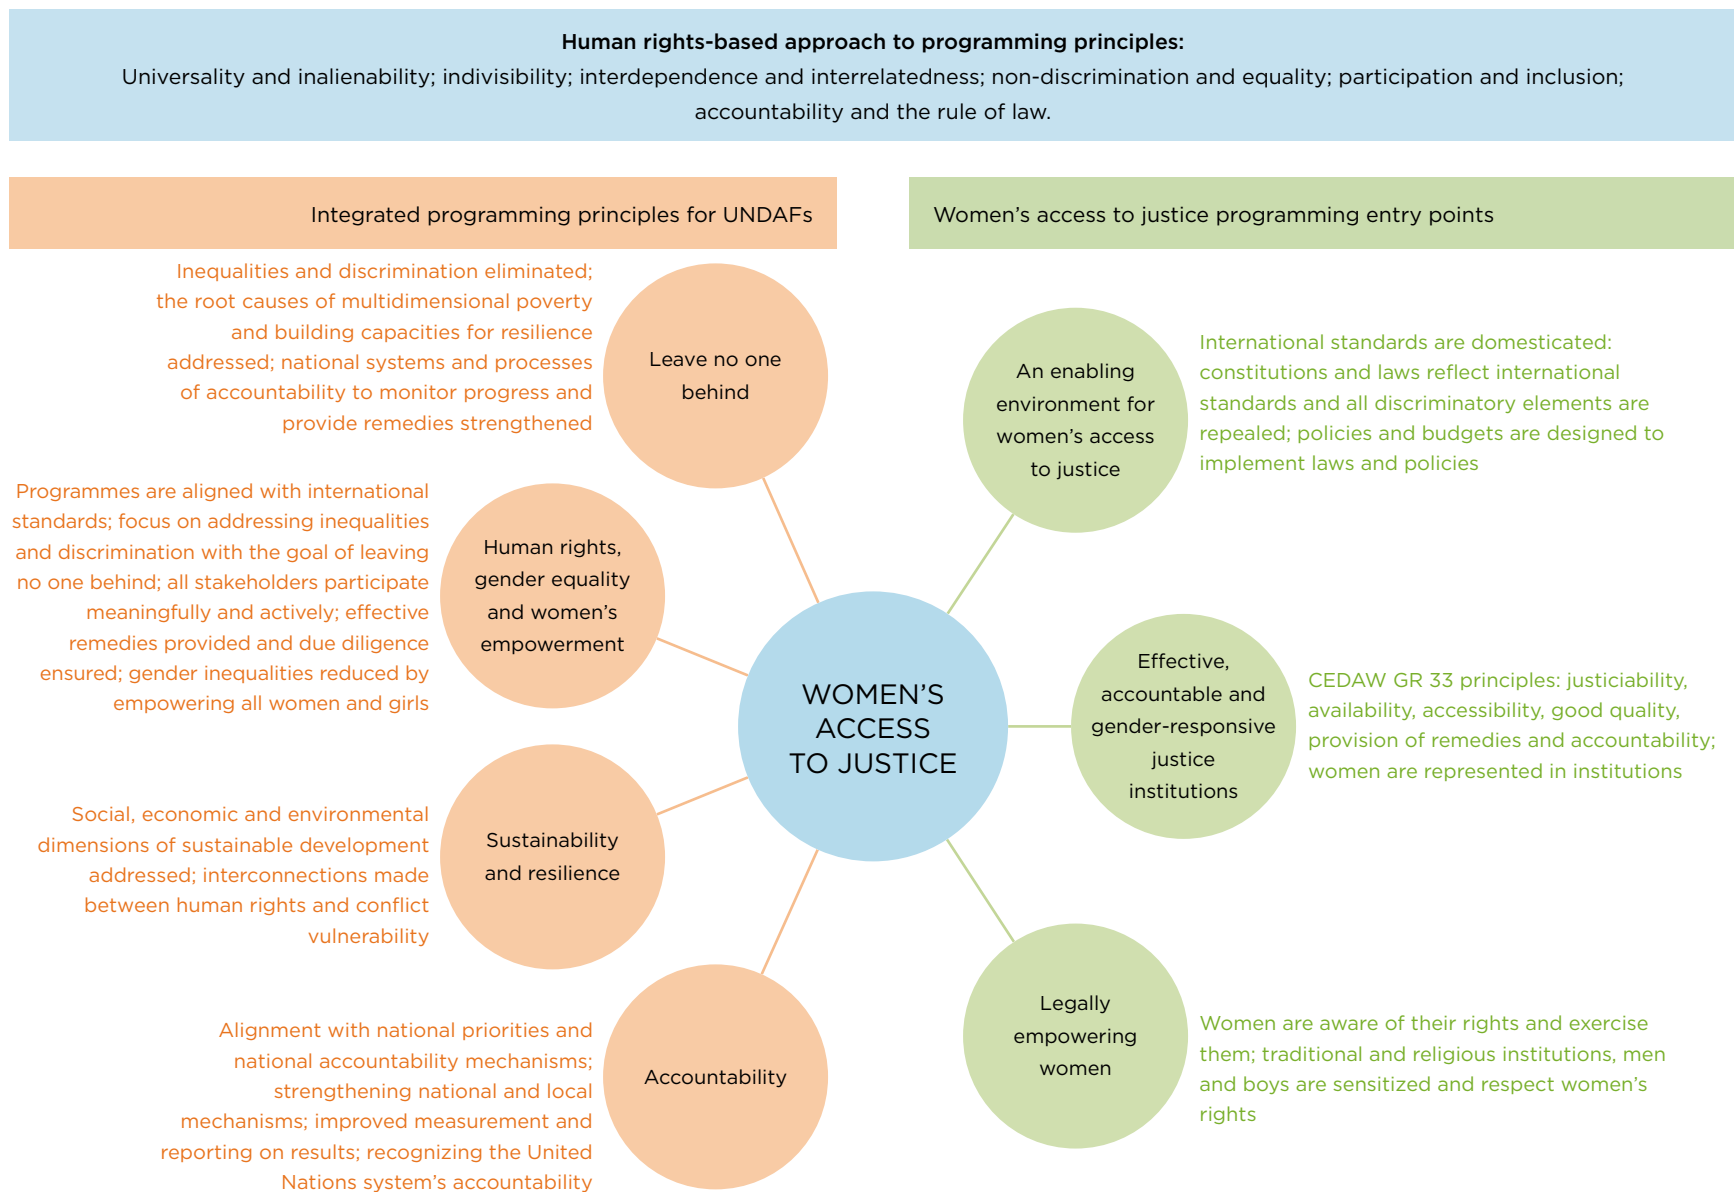 Human rights-based approach to programming principles:
Universality and inalienability; indivisibility; interdependence and interrelatedness; non-discrimination and equality; participation and inclusion;
accountability and the rule of law.
Integrated programming principles for UNDAFs
Inequalities and discrimination eliminated;
the root causes of multidimensional poverty
and building capacities for resilience
addressed; national systems and processes
of accountability to monitor progress and
provide remedies strengthened
Leave no one
behind
Programmes are aligned with international
standards; focus on addressing inequalities
and discrimination with the goal of leaving
no one behind; all stakeholders participate
meaningfully and actively; effective
remedies provided and due diligence
ensured; gender inequalities reduced by
empowering all women and girls
Human rights,
gender equality
and women’s
empowerment
Social, economic and environmental
dimensions of sustainable development
addressed; interconnections made
between human rights and conflict
vulnerability
Sustainability
and resilience
Alignment with national priorities and
national accountability mechanisms;
strengthening national and local
mechanisms; improved measurement and
reporting on results; recognizing the United
Nations system’s accountability
Accountability
WOMEN’S
ACCESS
TO JUSTICE
Women’s access to justice programming entry points
An enabling
environment for
women’s access
to justice
International standards are domesticated:
constitutions and laws reflect international
standards and all discriminatory elements are
repealed; policies and budgets are designed to
implement laws and policies
Effective,
accountable and
gender-responsive
justice
institutions
CEDAW GR 33 principles: justiciability,
availability, accessibility, good quality,
provision of remedies and accountability;
women are represented in institutions
Legally
empowering
women
Women are aware of their rights and exercise
them; traditional and religious institutions, men
and boys are sensitized and respect women’s
rights